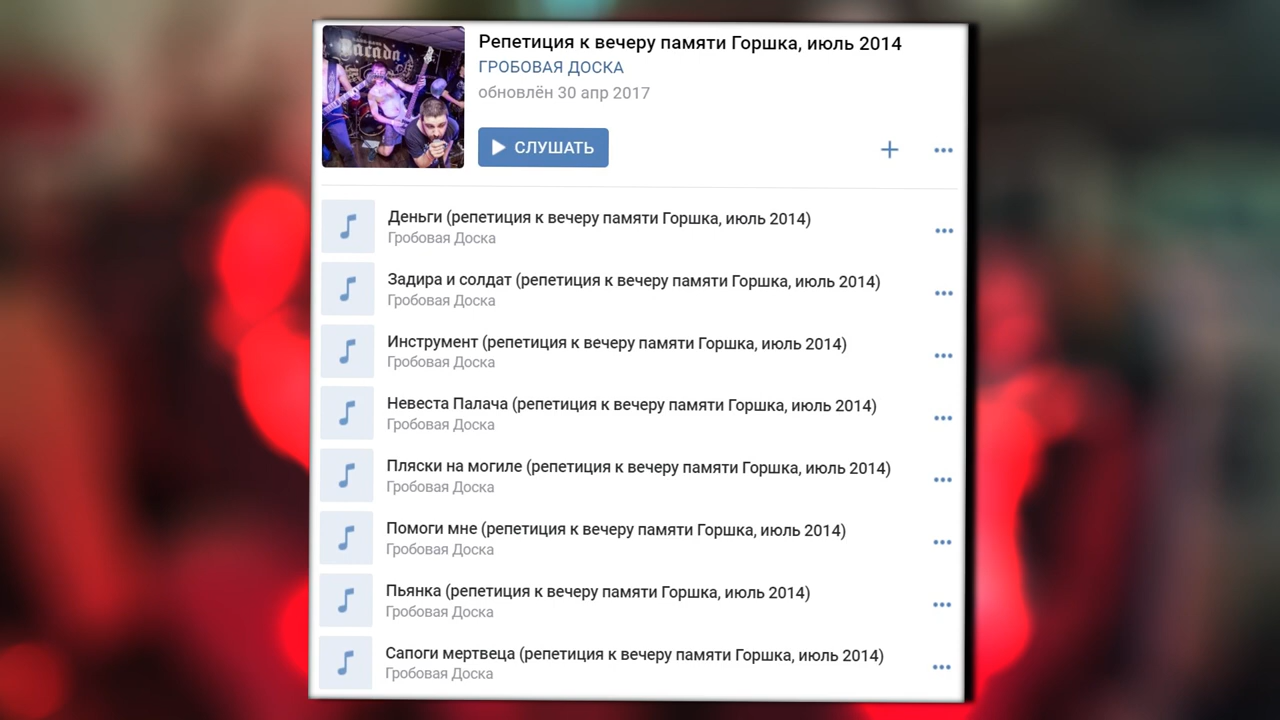 Репетиция к вечеру памяти Горшка, июль 2014
ГРОБОВАЯ ДОСКА
обновлён 30 апр 2017
СЛУШАТЬ
Деньги (репетиция к вечеру памяти Горшка, июль 2014)
Гробовая Доска
Задира и солдат (репетиция к вечеру памяти Горшка, июль 2014)
Гробовая Доска
Инструмент (репетиция к вечеру памяти Горшка, июль 2014)
Гробовая Доска
Невеста Палача (репетиция к вечеру памяти Горшка, июль 2014)
Гробовая Доска
Пляски на могиле (репетиция к вечеру памяти Горшка, июль 2014)
Гробовая Доска
Помоги мне (репетиция к вечеру памяти Горшка, июль 2014)
Гробовая Доска
Пьянка (репетиция к вечеру памяти Горшка, июль 2014)
Гробовая Доска
Сапоги мертвеца (репетиция к вечеру памяти Горшка, июль 2014)
Гробовая Доска